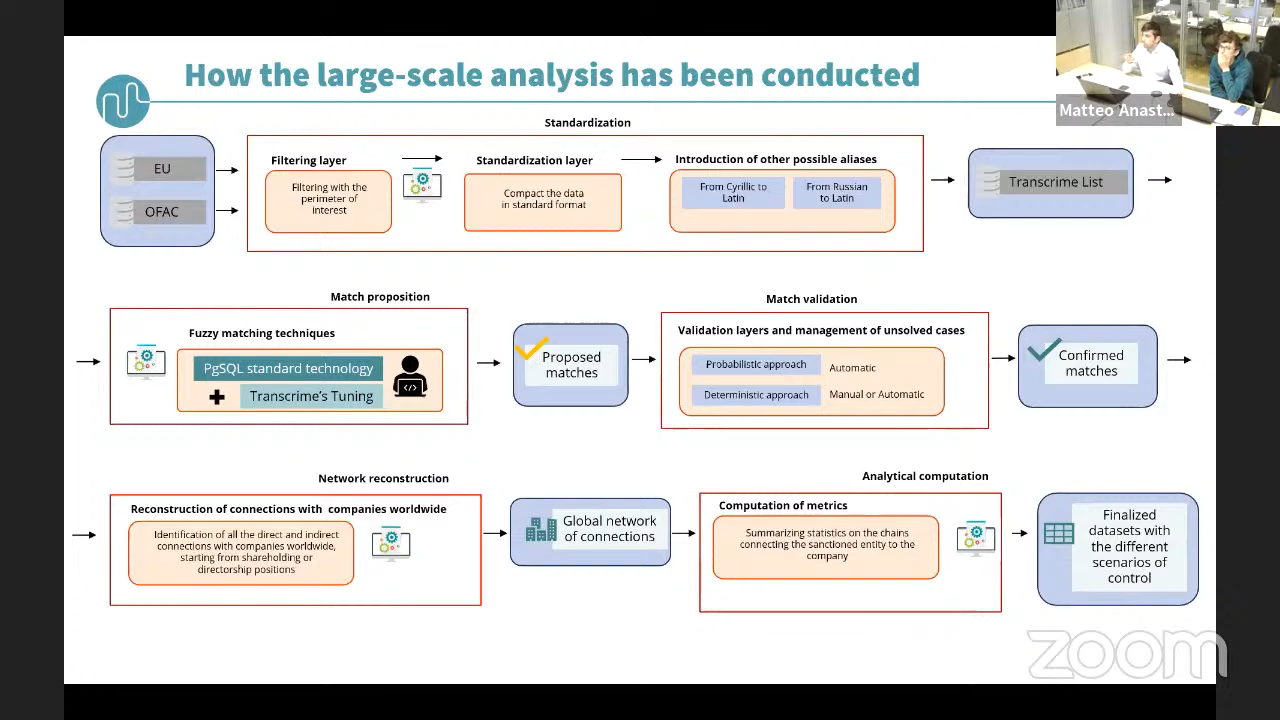 How the large-scale analysis has been conducted
Matteo Anast...
Standardization
EU
OFAC
Filtering layer
Filtering with the
perimeter of
interest
Standardization layer
Compact the data
in standard format
Introduction of other possible aliases
From Cyrillic to
Latin
From Russian
to Latin
Transcrime List
Match proposition
Fuzzy matching techniques
PgSQL standard technology
Transcrime's Tuning
Proposed
matches
Match validation
Validation layers and management of unsolved cases
Probabilistic approach
Automatic
Deterministic approach
Manual or Automatic
Confirmed
matches
Network reconstruction
Reconstruction of connections with companies worldwide
Identification of all the direct and indirect
connections with companies worldwide,
starting from shareholding or
directorship positions
Global network
of connections
Analytical computation
Computation of metrics
Summarizing statistics on the chains
connecting the sanctioned entity to the
company
Finalized
datasets with
the different
scenarios of
control
zoom